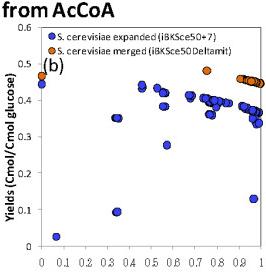 from AcCoA
0.6
S. cerevisiae expanded (iBKSce50+7)
S. cerevisiae merged (iBKSce50Deltamit)
0.5
(b)
0.4
0.3
0.2
0.1
0
Yields (Cmol/Cmol glucose)
0 0.1 0.2 0.3 0.4 0.5 0.6 0.7 0.8 0.9 1